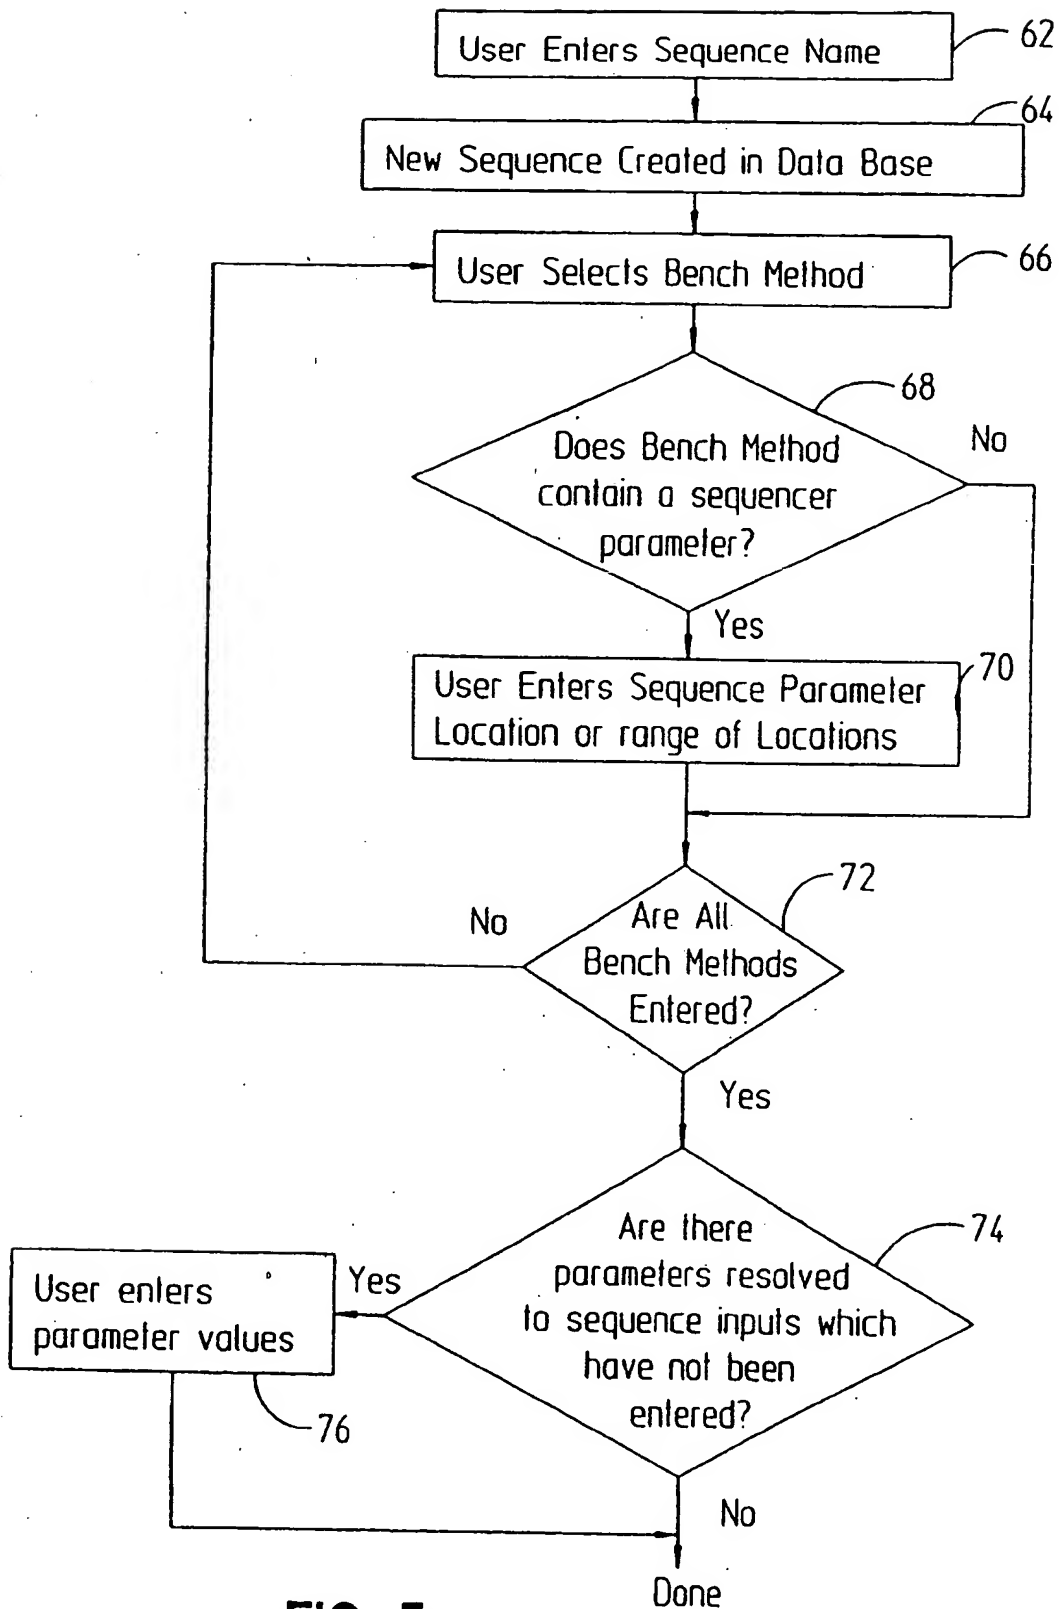 User Enters Sequence Name
62
64
New Sequence Created in Data Base
User Selects Bench Method
66
68
Does Bench Method
contain a sequencer
parameter?
No
Yes
70
User Enters Sequence Parameter
Location or range of Locations
72
No
Are All
Bench Methods
Entered?
Yes
74
Are there
parameters resolved
to sequence inputs which
have not been
entered?
Yes
User enters
parameter values
76
No
Done